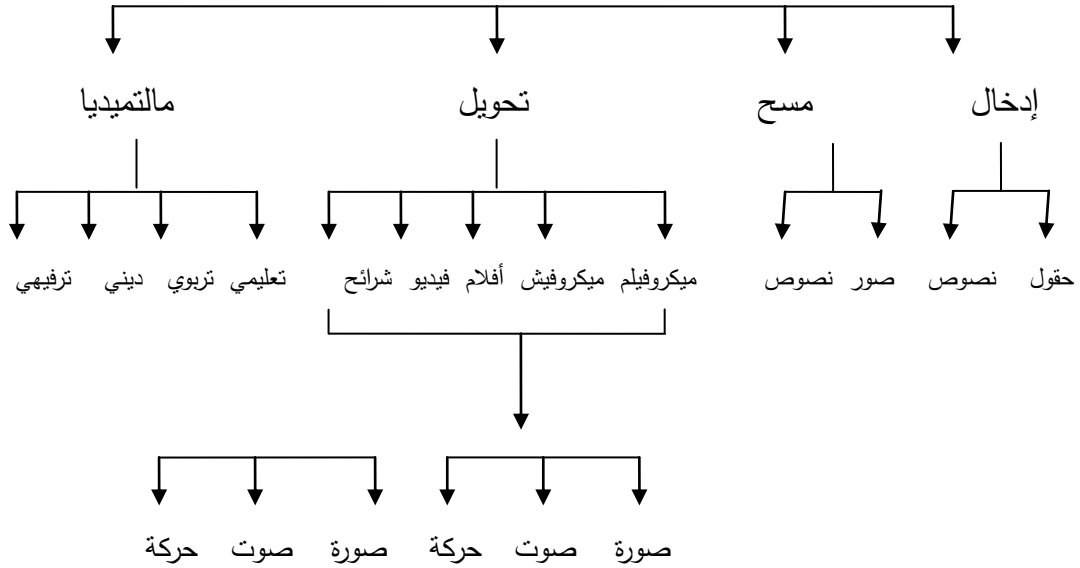 إدخال مسح تحويل مالتميديا
حقول نصوص صور نصوص ميكروفيلم ميكروفيش أفلام فيديو شرائح تعليمي تربوي ديني ترفيهي
صورة صوت حركة صورة صوت حركة